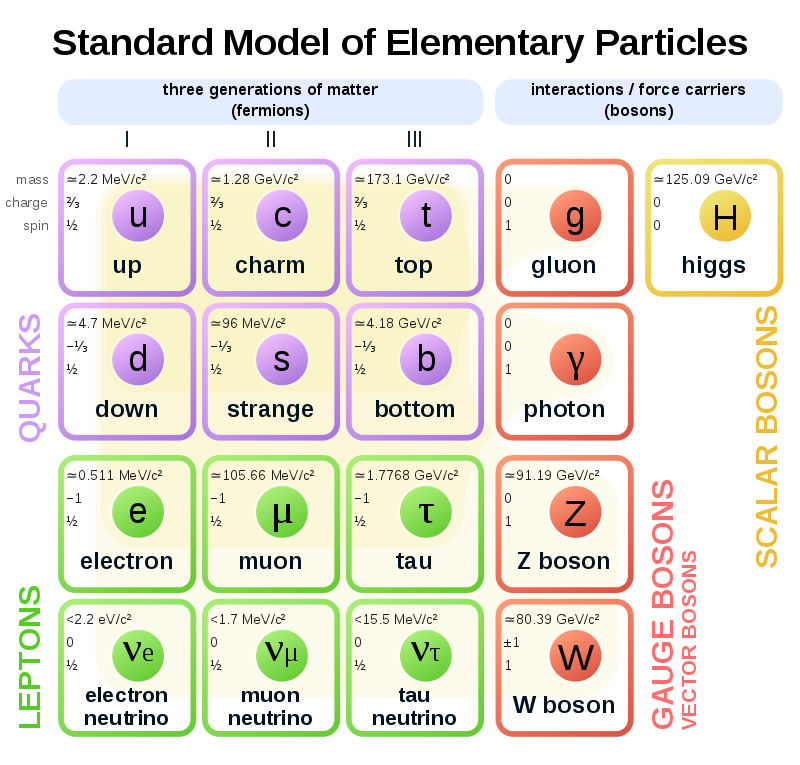 Standard Model of Elementary Particles
three generations of matter
(fermions)
interactions / force carriers
(bosons)
I
II
III
mass
charge
spin
≃2.2 MeV/c²
⅔
½
u
up
≃1.28 GeV/c²
⅔
½
c
charm
≃173.1 GeV/c²
⅔
½
t
top
0
0
1
g
gluon
≃125.09 GeV/c²
0
0
H
higgs
QUARKS
≃4.7 MeV/c²
−⅓
½
d
down
≃96 MeV/c²
−⅓
½
s
strange
≃4.18 GeV/c²
−⅓
½
b
bottom
0
0
1
γ
photon
SCALAR BOSONS
≃0.511 MeV/c²
−1
½
e
electron
≃105.66 MeV/c²
−1
½
μ
muon
≃1.7768 GeV/c²
−1
½
τ
tau
≃91.19 GeV/c²
0
1
Z
Z boson
GAUGE BOSONS
VECTOR BOSONS
LEPTONS
<2.2 eV/c²
0
½
νe
electron
neutrino
<1.7 MeV/c²
0
½
νμ
muon
neutrino
<15.5 MeV/c²
0
½
ντ
tau
neutrino
≃80.39 GeV/c²
±1
1
W
W boson